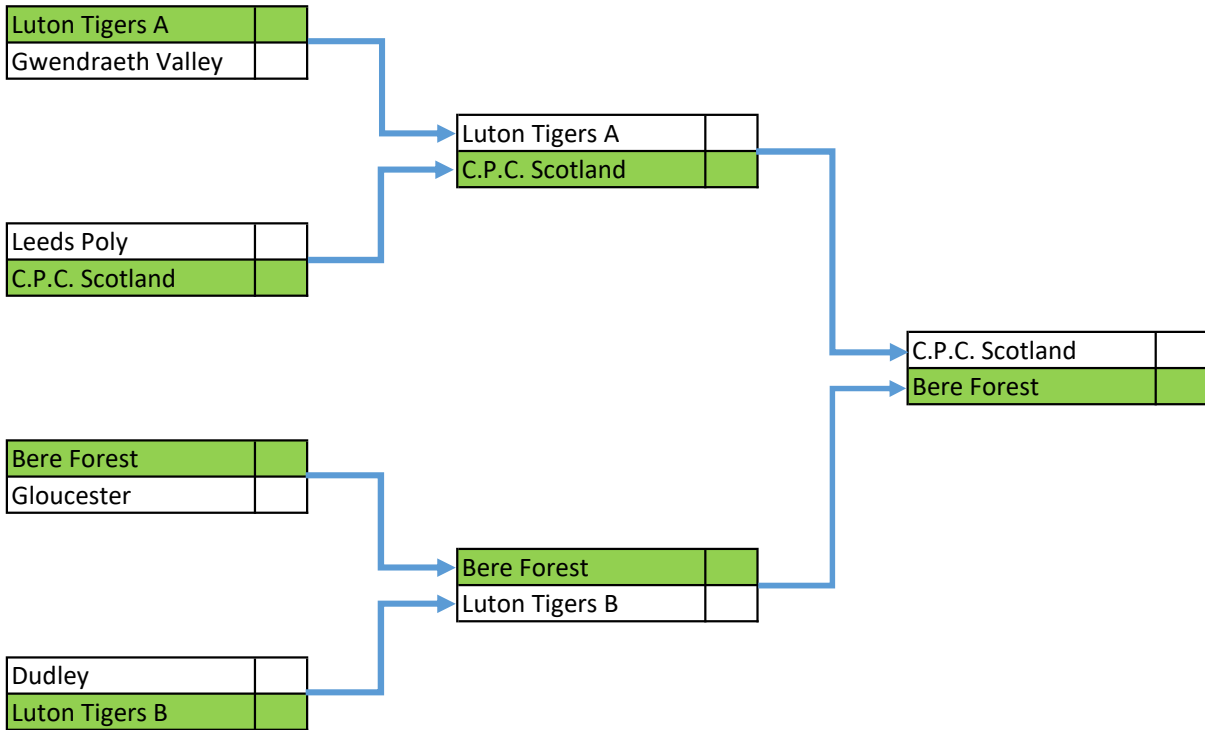 Luton Tigers A
Gwendraeth Valley
Luton Tigers A
C.P.C. Scotland
Leeds Poly
C.P.C. Scotland
C.P.C. Scotland
Bere Forest
Bere Forest
Gloucester
Bere Forest
Luton Tigers B
Dudley
Luton Tigers B